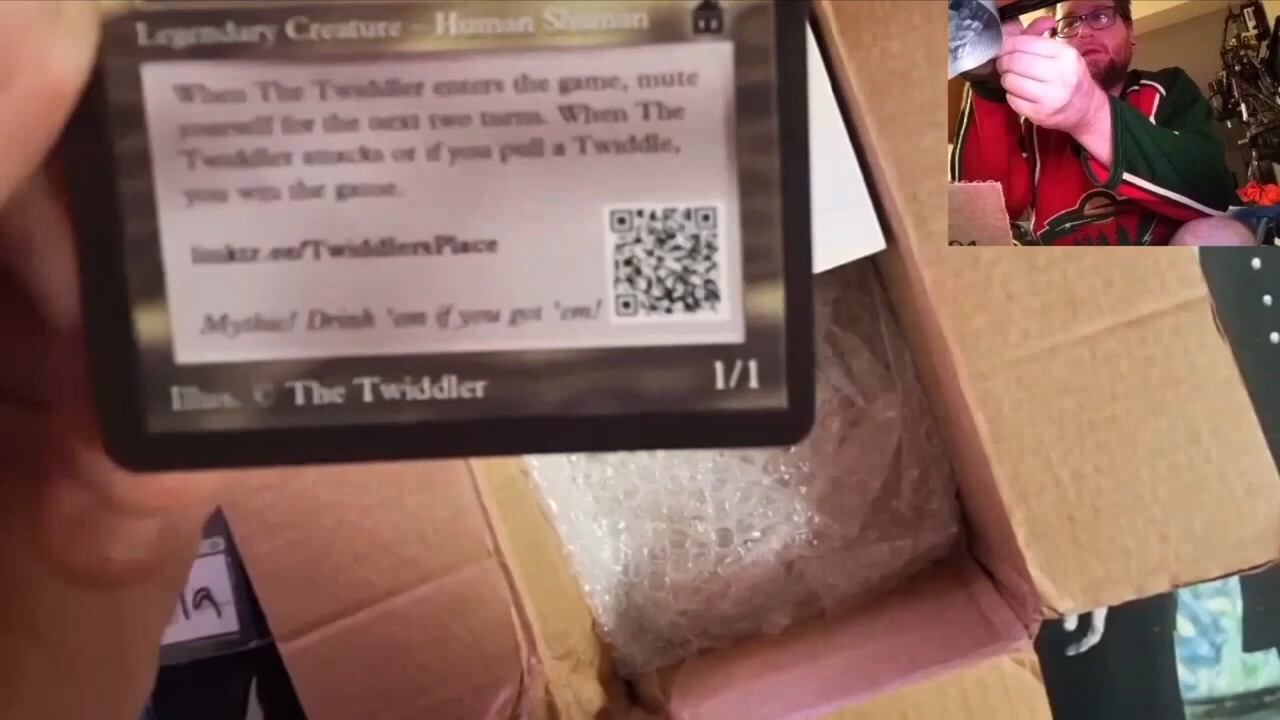 Legendary Creature – Human Shaman
When The Twiddler enters the game, mute
yourself for the next two turns. When The
Twiddler attacks or if you pull a Twiddle,
you win the game.
linktr.ee/TwiddlersPlace
Mythic! Drink 'em if you got 'em!
Illus. © The Twiddler
1/1